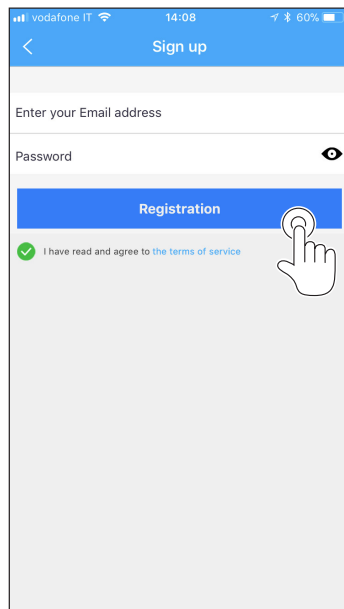 vodafone IT 14:08 60%
Sign up
Enter your Email address
Password
Registration
I have read and agree to the terms of service